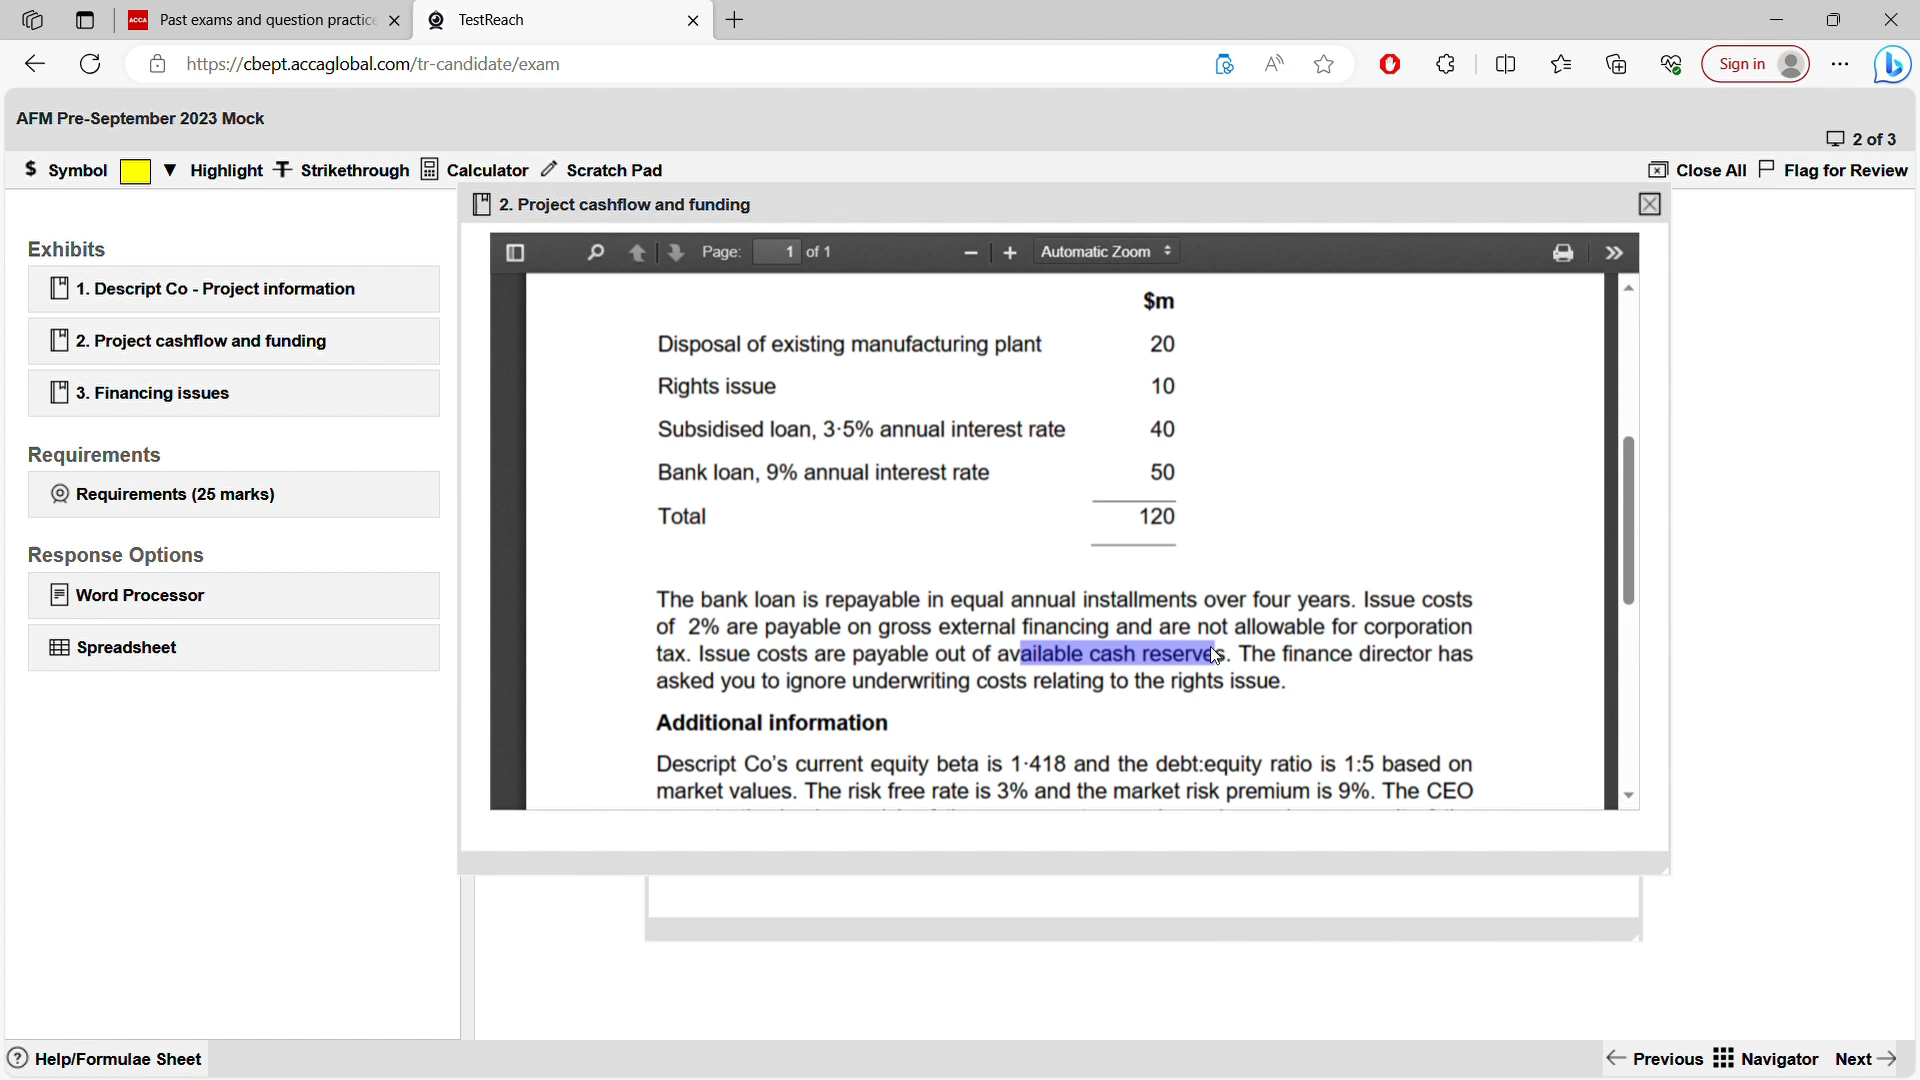 ACCA Past exams and question practice
TestReach
https://cbept.accaglobal.com/tr-candidate/exam
Sign in
AFM Pre-September 2023 Mock
2 of 3
$ Symbol Highlight Strikethrough Calculator Scratch Pad
Close All Flag for Review
2. Project cashflow and funding
Page: 1 of 1
Automatic Zoom
Exhibits
1. Descript Co - Project information
2. Project cashflow and funding
3. Financing issues
Requirements
Requirements (25 marks)
Response Options
Word Processor
Spreadsheet
$m
Disposal of existing manufacturing plant 20
Rights issue 10
Subsidised loan, 3·5% annual interest rate 40
Bank loan, 9% annual interest rate 50
Total 120
The bank loan is repayable in equal annual installments over four years. Issue costs
of 2% are payable on gross external financing and are not allowable for corporation
tax. Issue costs are payable out of available cash reserves. The finance director has
asked you to ignore underwriting costs relating to the rights issue.
Additional information
Descript Co's current equity beta is 1·418 and the debt:equity ratio is 1:5 based on
market values. The risk free rate is 3% and the market risk premium is 9%. The CEO
Help/Formulae Sheet
Previous Navigator Next